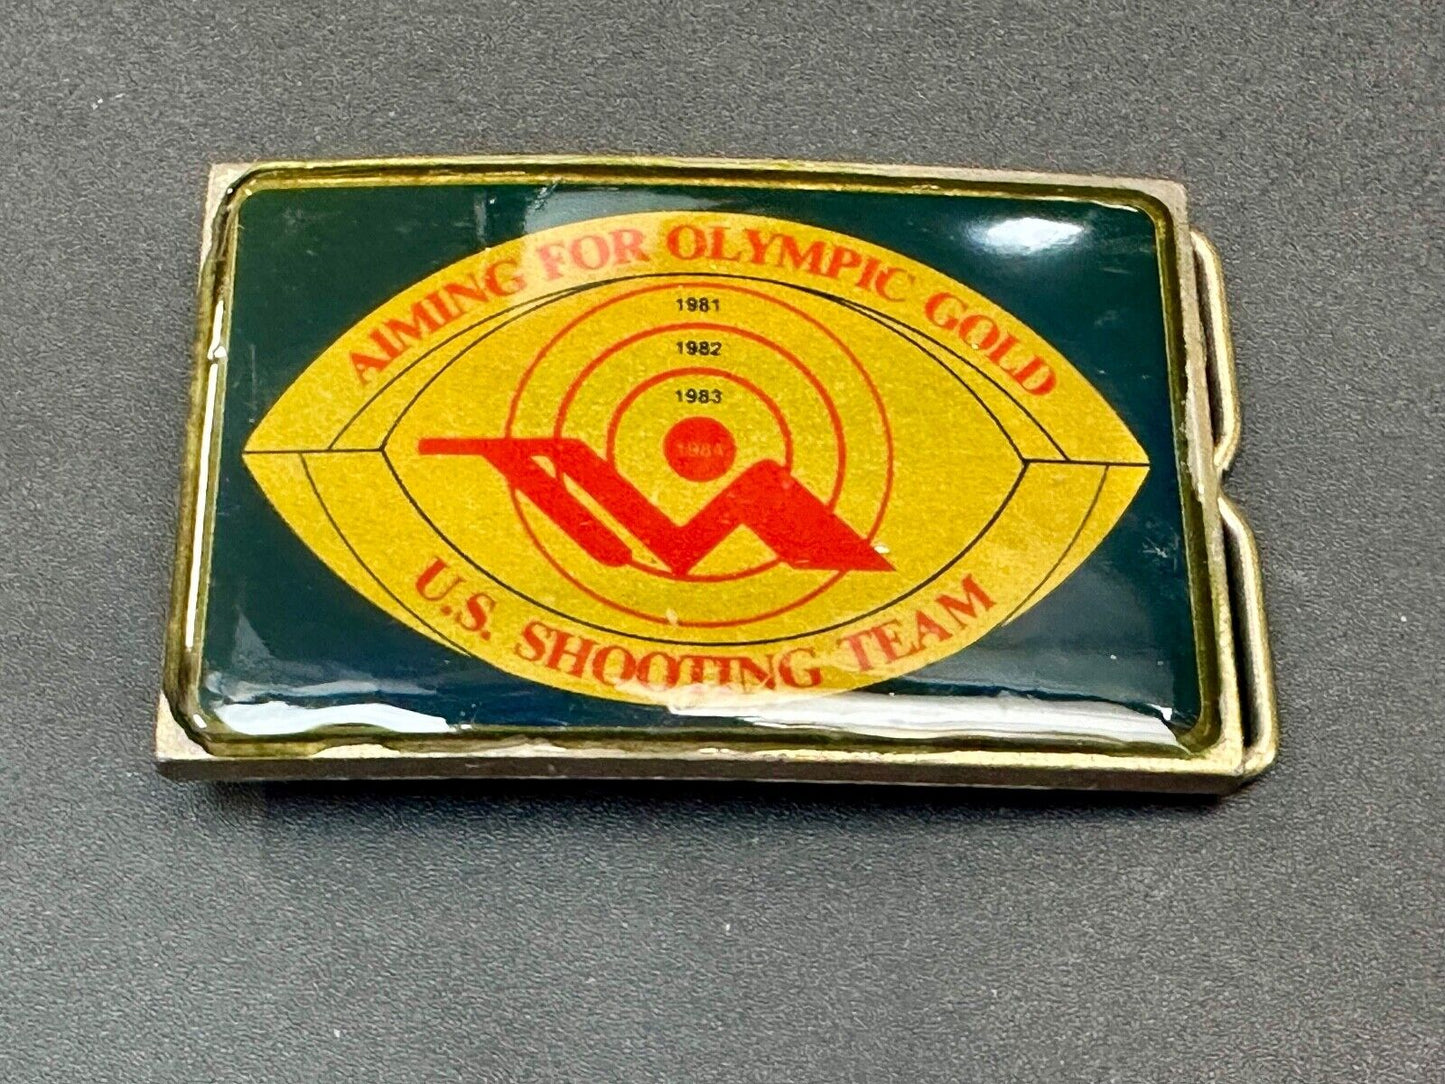 AIMING FOR OLYMPIC GOLD
1981
1982
1983
1984
U.S. SHOOTING TEAM